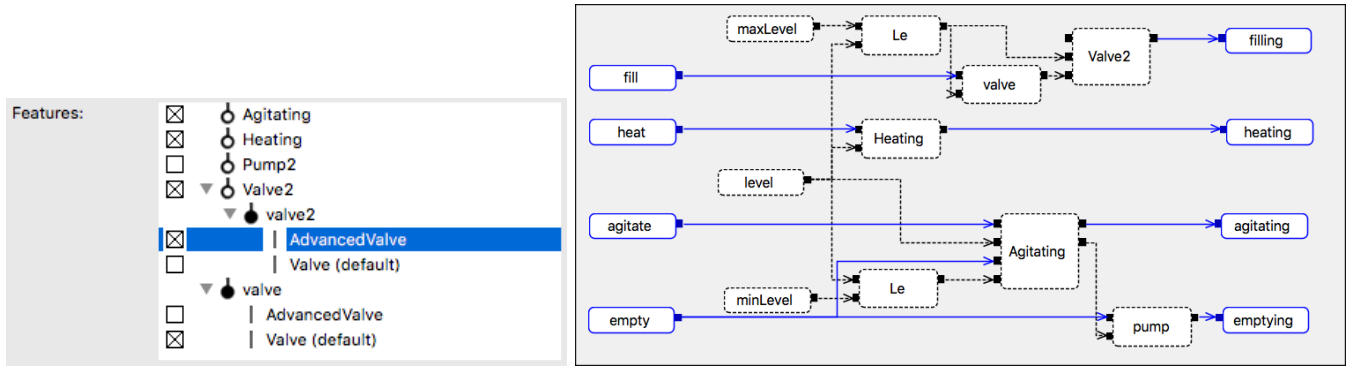 Features:
Agitating
Heating
Pump2
Valve2
valve2
AdvancedValve
Valve (default)
valve
AdvancedValve
Valve (default)
maxLevel
Le
Valve2
filling
fill
valve
heat
Heating
heating
level
agitate
Agitating
agitating
minLevel
Le
empty
pump
emptying